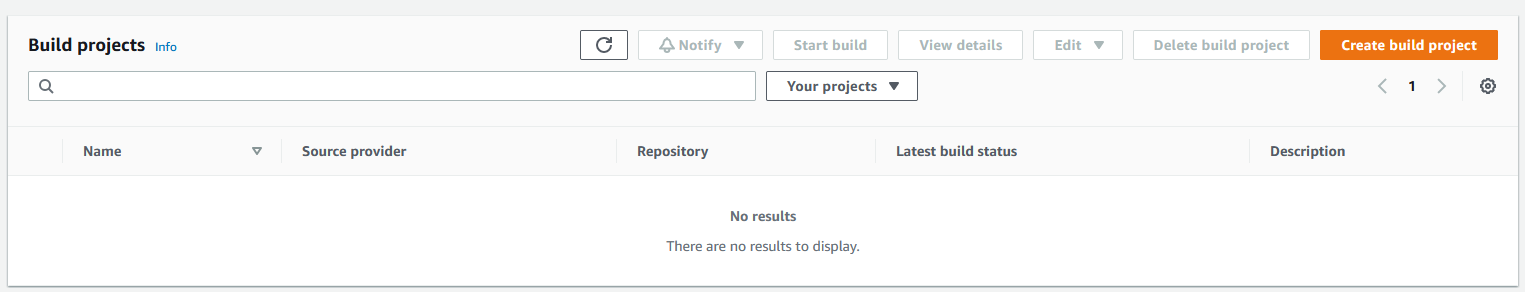 Build projects Info Notify Start build View details Edit Delete build project Create build project
Your projects 1
Name Source provider Repository Latest build status Description
No results
There are no results to display.